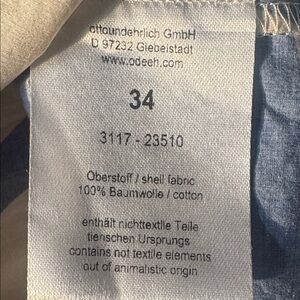 ottoundehrlich GmbH
D 97232 Giebelstadt
www.odeeh.com
34
3117 - 23510
Oberstoff / shell fabric
100% Baumwolle / cotton
enthält nichttextile Teile
tierischen Ursprungs
contains not textile elements
out of animalistic origin